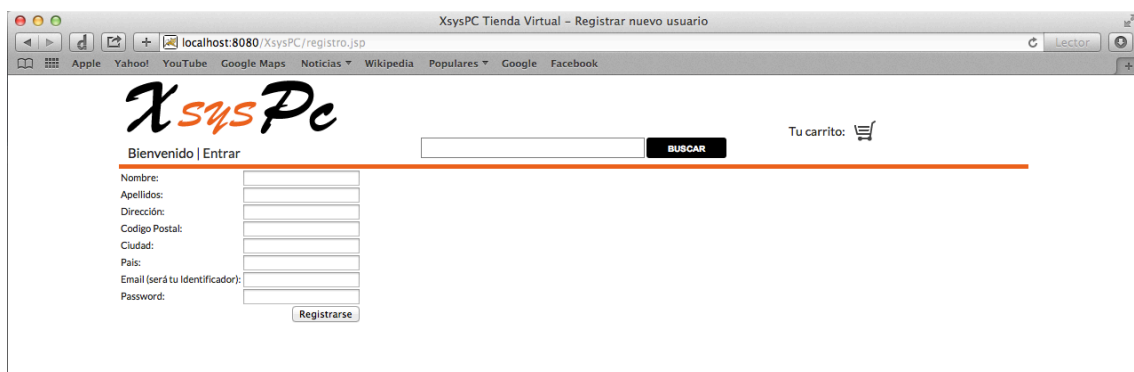 XsysPC Tienda Virtual – Registrar nuevo usuario
d + localhost:8080/XsysPC/registro.jsp Lector
Apple Yahoo! YouTube Google Maps Noticias Wikipedia Populares Google Facebook +
XsysPc
Tu carrito:
Bienvenido | Entrar BUSCAR
Nombre:
Apellidos:
Dirección:
Codigo Postal:
Ciudad:
Pais:
Email (será tu Identificador):
Password:
Registrarse